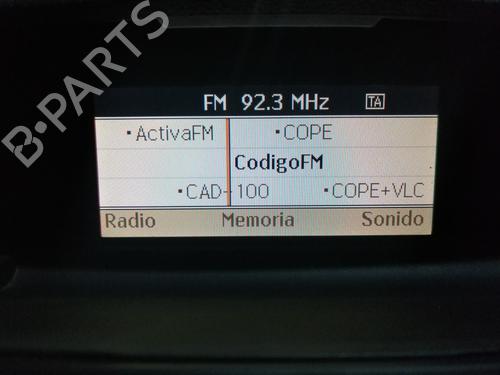 B-PARTS
FM 92.3 MHz TA
•ActivaFM •COPE
CodigoFM
•CAD-100 •COPE+VLC
Radio Memoria Sonido